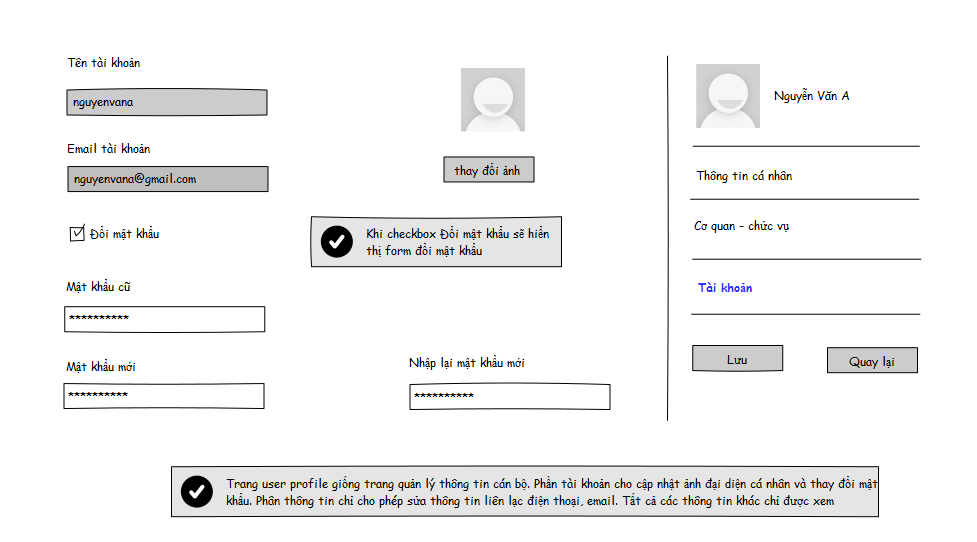 Tên tài khoản
nguyenvana
Email tài khoản
nguyenvana@gmail.com
Đổi mật khẩu
thay đổi ảnh
Khi checkbox Đổi mật khẩu sẽ hiển
thị form đổi mật khẩu
Mật khẩu cũ
**********
Mật khẩu mới
**********
Nhập lại mật khẩu mới
**********
Nguyễn Văn A
Thông tin cá nhân
Cơ quan - chức vụ
Tài khoản
Lưu
Quay lại
Trang user profile giống trang quản lý thông tin cán bộ. Phần tài khoản cho cập nhật ảnh đại diện cá nhân và thay đổi mật
khẩu. Phân thông tin chỉ cho phép sửa thông tin liên lạc điện thoại, email. Tất cả các thông tin khác chỉ được xem